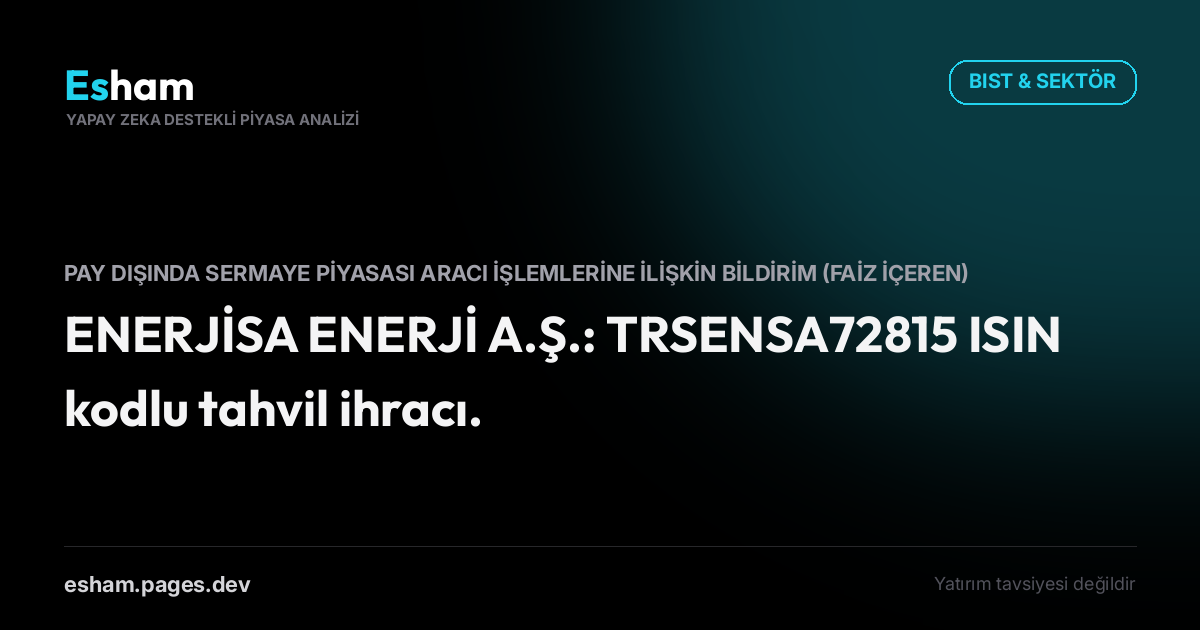 Esham
YAPAY ZEKA DESTEKLİ PİYASA ANALİZİ
BIST & SEKTÖR
PAY DIŞINDA SERMAYE PİYASASI ARACI İŞLEMLERİNE İLİŞKİN BİLDİRİM (FAİZ İÇEREN)
ENERJİSA ENERJİ A.Ş.: TRSENSA72815 ISIN
kodlu tahvil ihracı.
esham.pages.dev
Yatırım tavsiyesi değildir